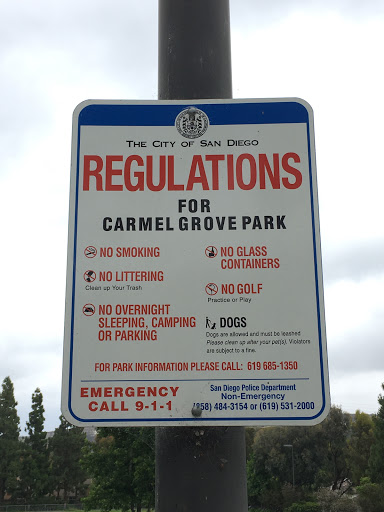 THE CITY OF SAN DIEGO
REGULATIONS
FOR
CARMEL GROVE PARK
NO SMOKING
NO LITTERING
Clean up Your Trash
NO OVERNIGHT
SLEEPING, CAMPING
OR PARKING
NO GLASS
CONTAINERS
NO GOLF
Practice or Play
DOGS
Dogs are allowed and must be leashed
Please clean up after your pet(s). Violators
are subject to a fine.
FOR PARK INFORMATION PLEASE CALL: 619 685-1350
EMERGENCY
CALL 9-1-1
San Diego Police Department
Non-Emergency
(858) 484-3154 or (619) 531-2000